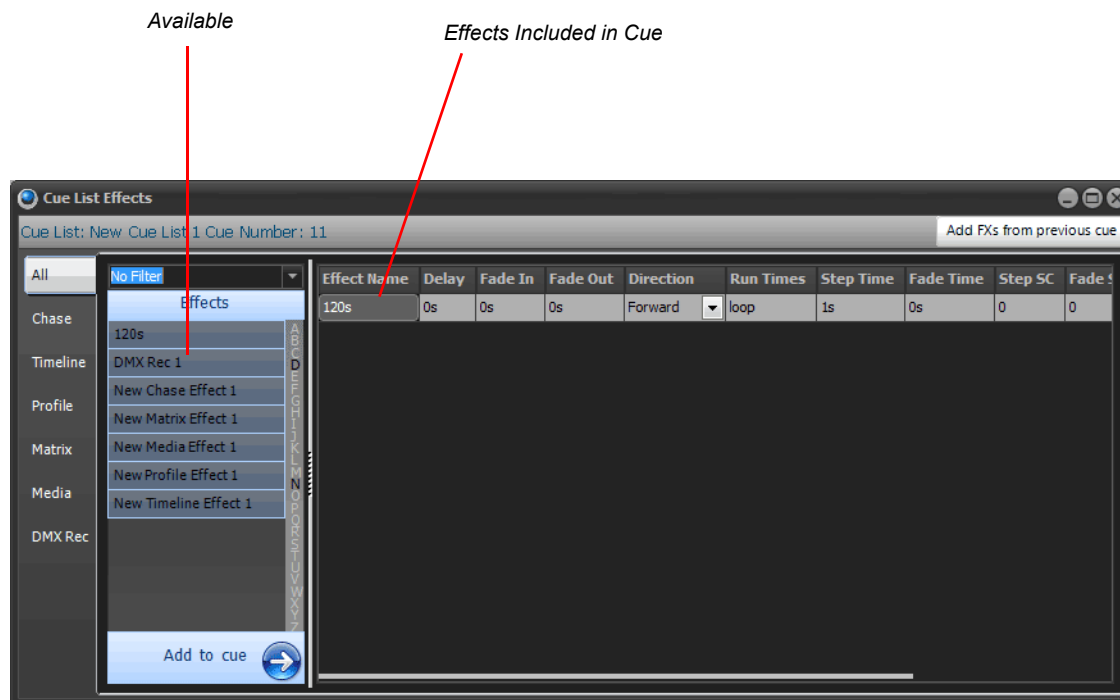 Available
Effects Included in Cue
Cue List Effects
Cue List: New Cue List 1 Cue Number: 11
Add FXs from previous cue
All
Chase
Timeline
Profile
Matrix
Media
DMX Rec
No Filter
Effects
120s
DMX Rec 1
New Chase Effect 1
New Matrix Effect 1
New Media Effect 1
New Profile Effect 1
New Timeline Effect 1
A
B
C
D
E
F
G
H
I
J
K
L
M
N
O
P
Q
R
S
T
U
V
W
X
Y
Z
Add to cue
Effect Name Delay Fade In Fade Out Direction Run Times Step Time Fade Time Step SC Fade
120s 0s 0s 0s Forward loop 1s 0s 0 0